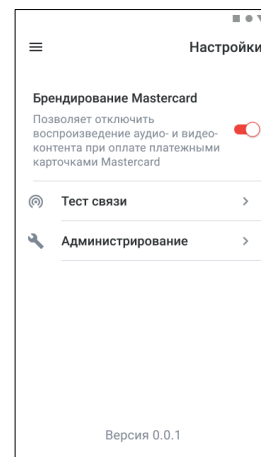 Настройки
Брендирование Mastercard
Позволяет отключить
воспроизведение аудио- и видео-
контента при оплате платежными
карточками Mastercard
Тест связи
Администрирование
Версия 0.0.1